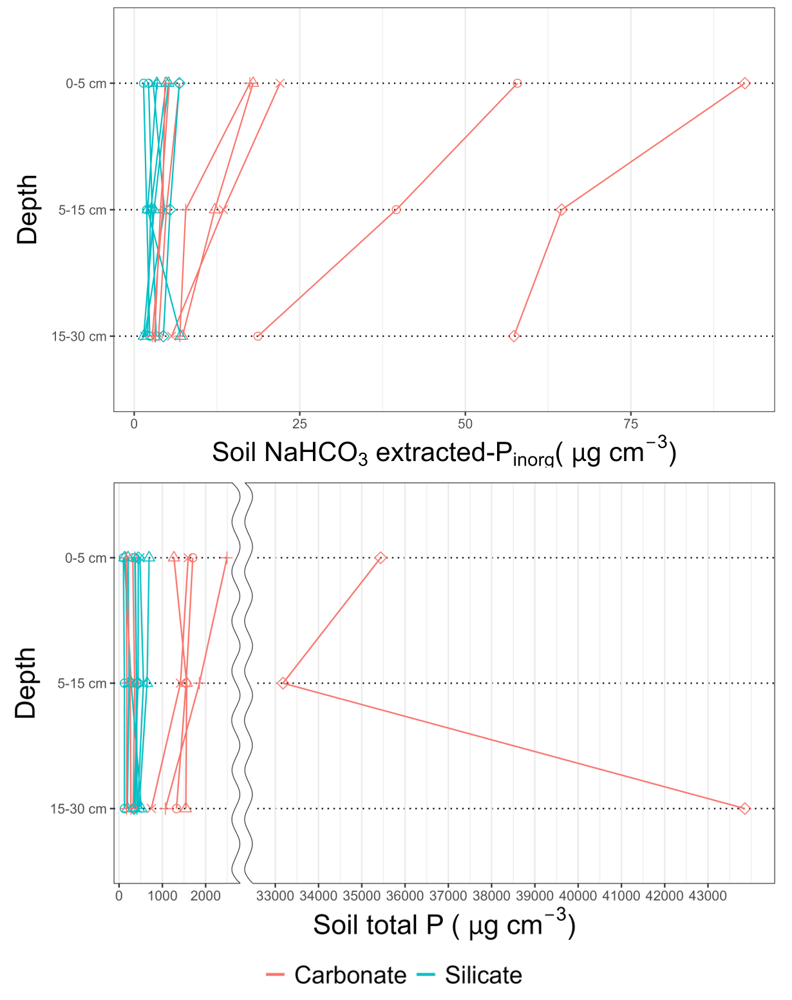 Depth
0-5 cm
5-15 cm
15-30 cm
0 25 50 75
Soil NaHCO₃ extracted-Pinorg( µg cm⁻³)
Depth
0-5 cm
5-15 cm
15-30 cm
0 1000 2000 33000 34000 35000 36000 37000 38000 39000 40000 41000 42000 43000
Soil total P ( µg cm⁻³)
Carbonate Silicate